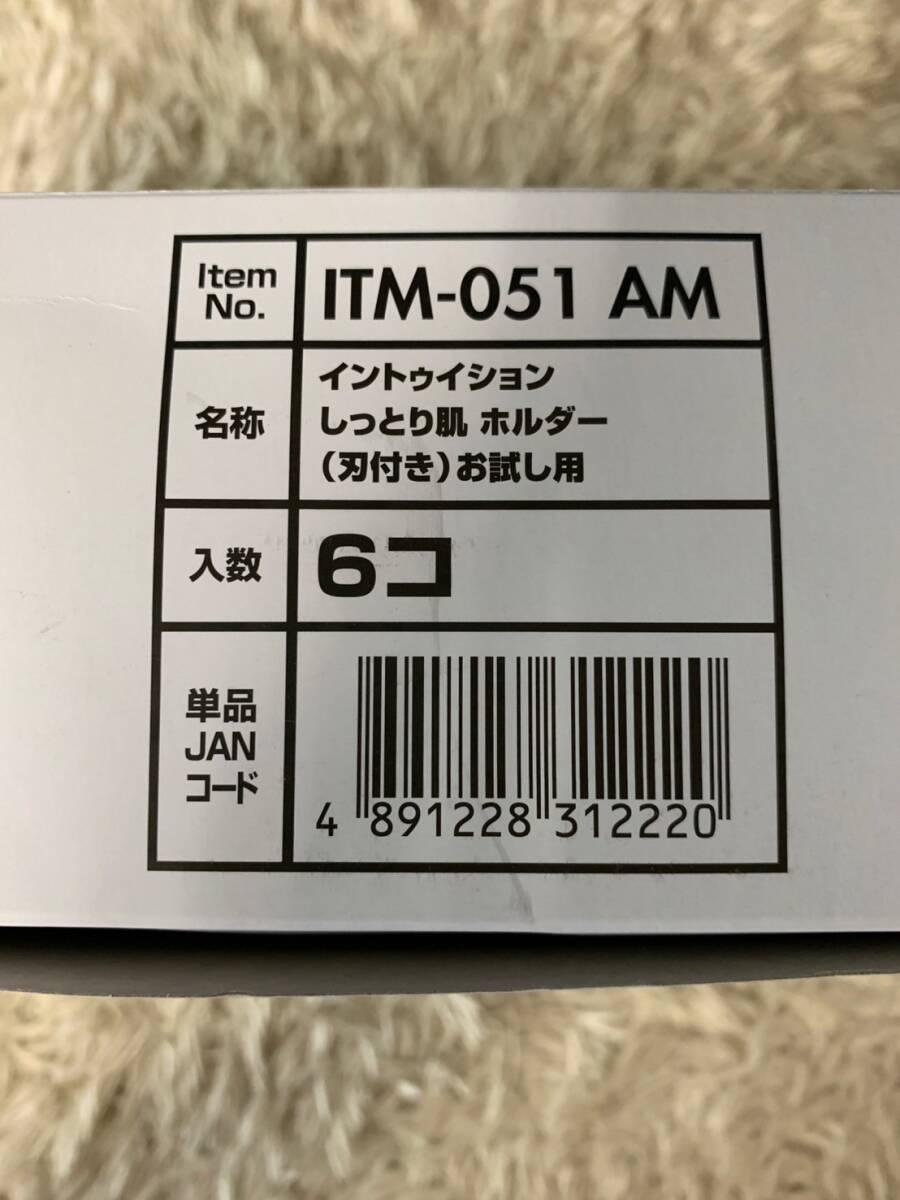 Item No.
ITM-051 AM
名称
イントゥイション
しっとり肌 ホルダー
(刃付き)お試し用
入数
6コ
単品
JAN
コード
4 891228 312220